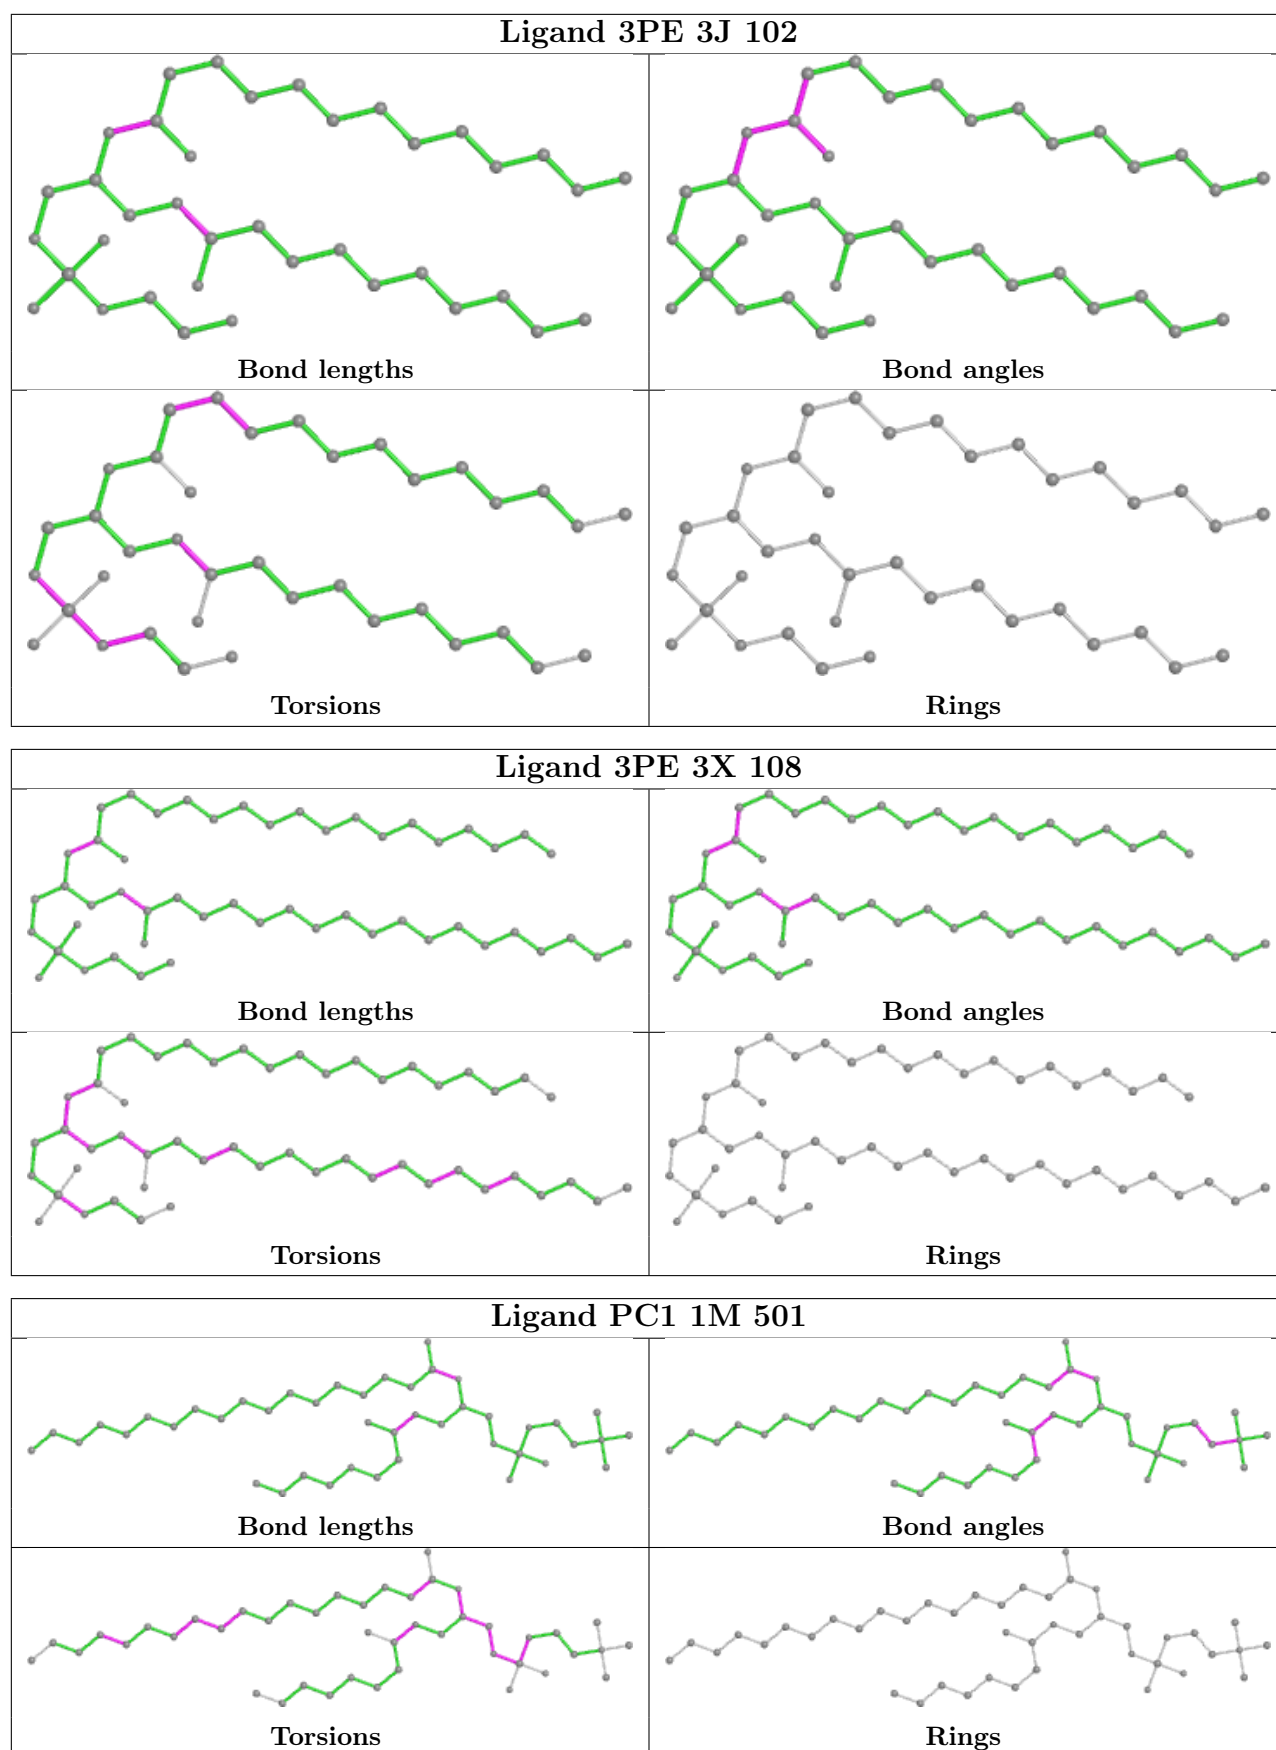 Ligand 3PE 3J 102
Bond lengths
Bond angles
Torsions
Rings
Ligand 3PE 3X 108
Bond lengths
Bond angles
Torsions
Rings
Ligand PC1 1M 501
Bond lengths
Bond angles
Torsions
Rings